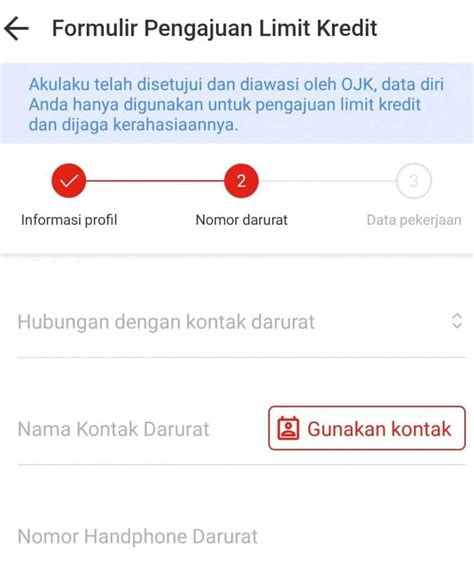 Formulir Pengajuan Limit Kredit
Akulaku telah disetujui dan diawasi oleh OJK, data diri
Anda hanya digunakan untuk pengajuan limit kredit
dan dijaga kerahasiaannya.
2
3
Informasi profil
Nomor darurat
Data pekerjaan
Hubungan dengan kontak darurat
Nama Kontak Darurat
Gunakan kontak
Nomor Handphone Darurat